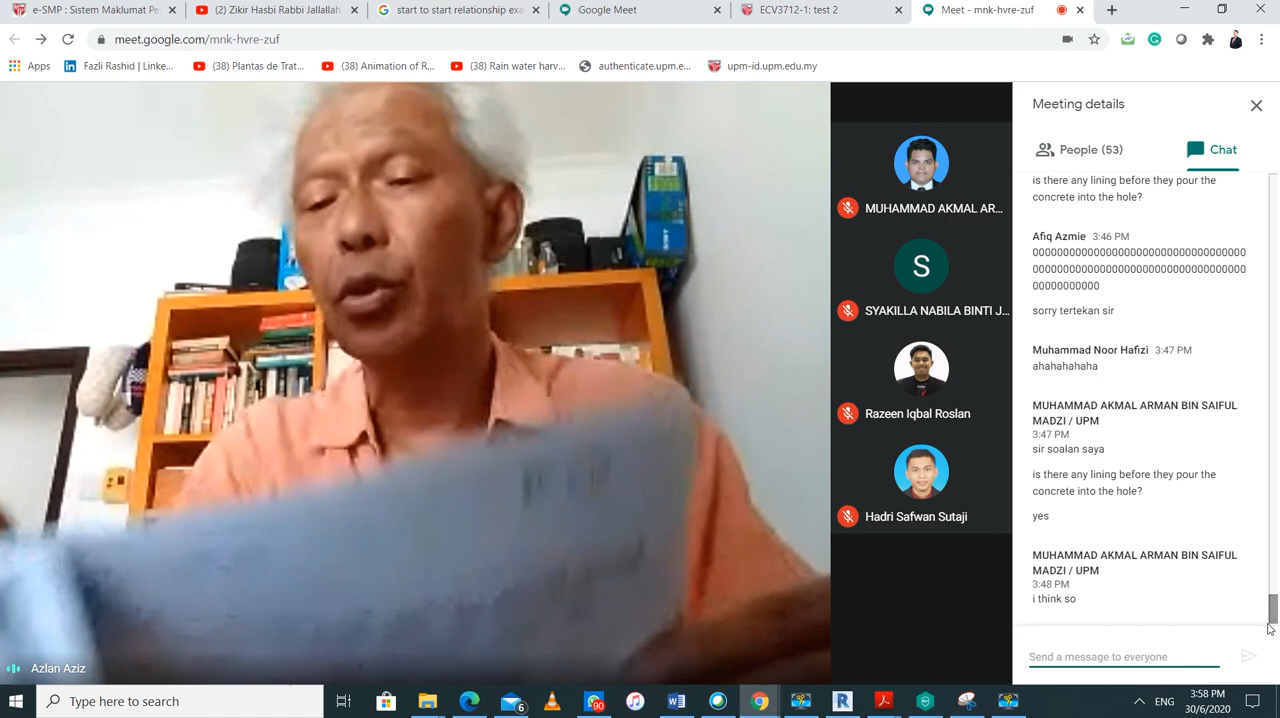 e-SMP : Sistem Maklumat Pel
(2) Zikir Hasbi Rabbi Jallallah
start to start relationship exa
Google Meet
ECV3712-1: test 2
Meet - mnk-hvre-zuf
meet.google.com/mnk-hvre-zuf
Apps
Fazli Rashid | Linke...
(38) Plantas de Trat...
(38) Animation of R...
(38) Rain water harv...
authenticate.upm.e...
upm-id.upm.edu.my
Azlan Aziz
MUHAMMAD AKMAL AR...
S
SYAKILLA NABILA BINTI J...
Razeen Iqbal Roslan
Hadri Safwan Sutaji
Meeting details
People (53)
Chat
is there any lining before they pour the
concrete into the hole?
Afiq Azmie 3:46 PM
sorry tertekan sir
Muhammad Noor Hafizi 3:47 PM
ahahahahaha
MUHAMMAD AKMAL ARMAN BIN SAIFUL
MADZI / UPM
3:47 PM
sir soalan saya
is there any lining before they pour the
concrete into the hole?
yes
MUHAMMAD AKMAL ARMAN BIN SAIFUL
MADZI / UPM
3:48 PM
i think so
Send a message to everyone
Type here to search
6
90
ENG
3:58 PM
30/6/2020